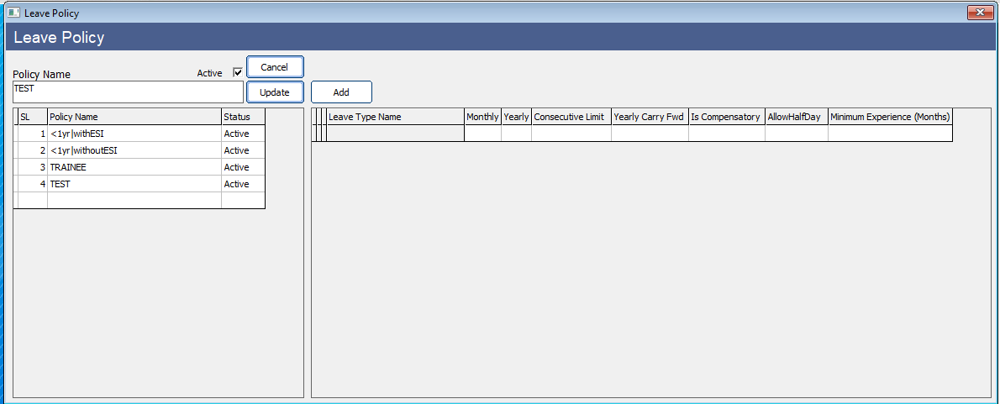 Leave Policy
Leave Policy
Policy Name Active Cancel
TEST Update Add
SL Policy Name Status
1 <1yr|withESI Active
2 <1yr|withoutESI Active
3 TRAINEE Active
4 TEST Active
Leave Type Name Monthly Yearly Consecutive Limit Yearly Carry Fwd Is Compensatory AllowHalfDay Minimum Experience (Months)